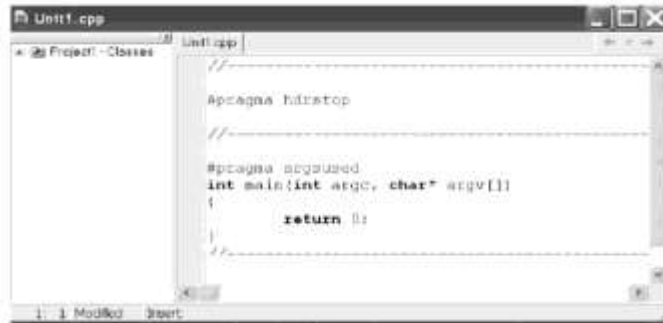 Unit1.cpp
Project1 - Classes
Unit1.cpp
//---------------------------------------------------------------------------
#pragma hdrstop
//---------------------------------------------------------------------------
#pragma argsused
int main(int argc, char* argv[])
{
return 0;
}
//---------------------------------------------------------------------------
1: 1 Modified Insert